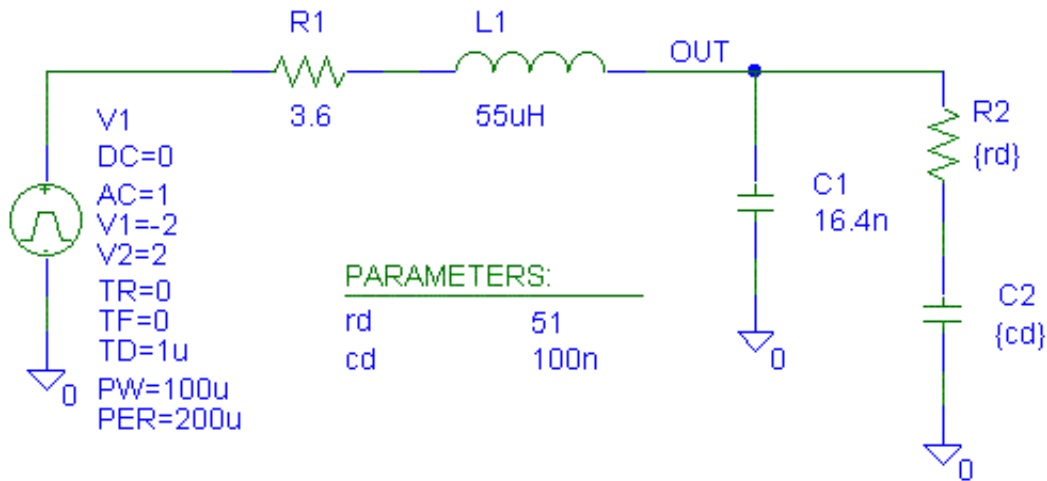 R1
L1
OUT
3.6
55uH
V1
DC=0
AC=1
V1=-2
V2=2
TR=0
TF=0
TD=1u
PW=100u
PER=200u
0
PARAMETERS:
rd 51
cd 100n
C1
16.4n
0
R2
{rd}
C2
{cd}
0
+
-